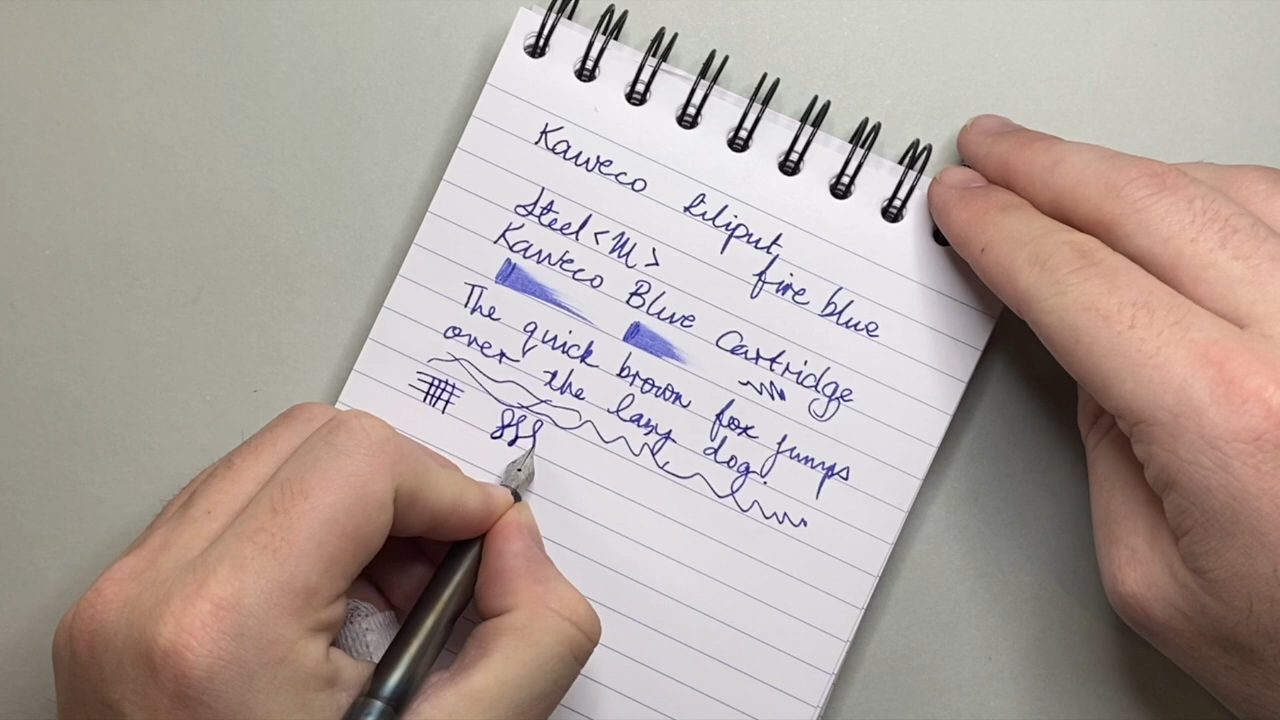 Kaweco Liliput
fire blue
Steel <M>
Kaweco Blue Cartridge
The quick brown fox jumps
over the lazy dog.